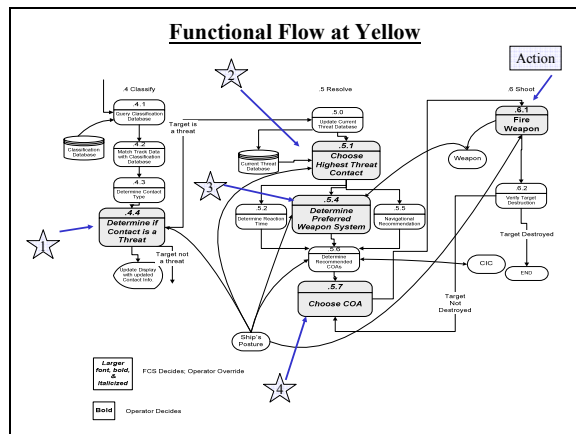 Functional Flow at Yellow
Action
2
.4 Classify
.5 Resolve
.6 Shoot
.4.1
Query Classification
Database
Target is
a threat
.5.0
Update Current
Threat Database
.6.1
Fire
Weapon
Classification
Database
.4.2
Match Track Data
with Classification
Database
Current Threat Database
.5.1
Choose
Highest Threat
Contact
Weapon
.4.3
Determine Contact
Type
3
.5.2
Determine Reaction
Time
.5.4
Determine
Preferred
Weapon System
.5.5
Navigational
Recommendation
6.2
Verify Target
Destruction
1
.4.4
Determine if
Contact is a
Threat
Target not
a threat
Update Display
with updated
Contact Info
.5.6
Determine
Recommended
COAs
Target Destroyed
CIC
END
.5.7
Choose COA
Target
Not
Destroyed
Ship's
Posture
4
Larger
font, bold,
&
Italicized
FCS Decides; Operator Override
Bold
Operator Decides